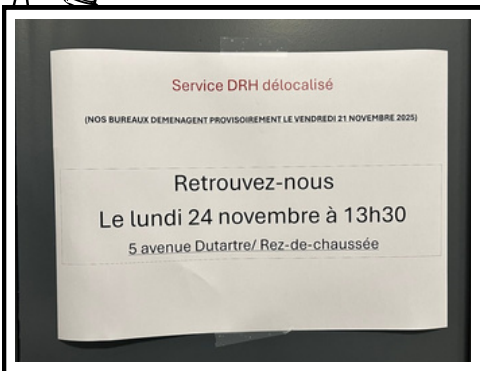 Service DRH délocalisé
(NOS BUREAUX DEMENAGENT PROVISOIREMENT LE VENDREDI 21 NOVEMBRE 2025)
Retrouvez-nous
Le lundi 24 novembre à 13h30
5 avenue Dutartre/ Rez-de-chaussée